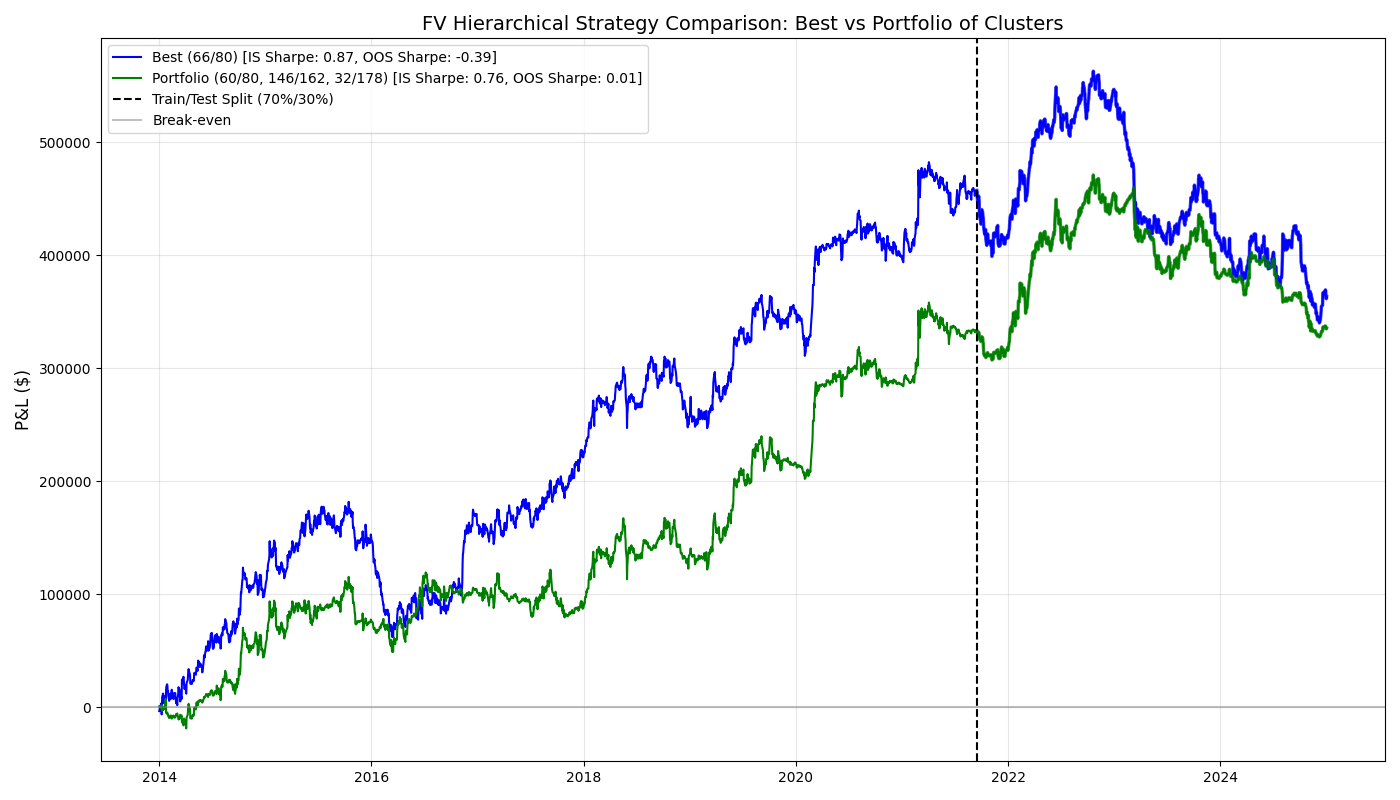 FV Hierarchical Strategy Comparison: Best vs Portfolio of Clusters
Best (66/80) [IS Sharpe: 0.87, OOS Sharpe: -0.39]
Portfolio (60/80, 146/162, 32/178) [IS Sharpe: 0.76, OOS Sharpe: 0.01]
Train/Test Split (70%/30%)
Break-even
P&L ($)
500000
400000
300000
200000
100000
0
2014
2016
2018
2020
2022
2024